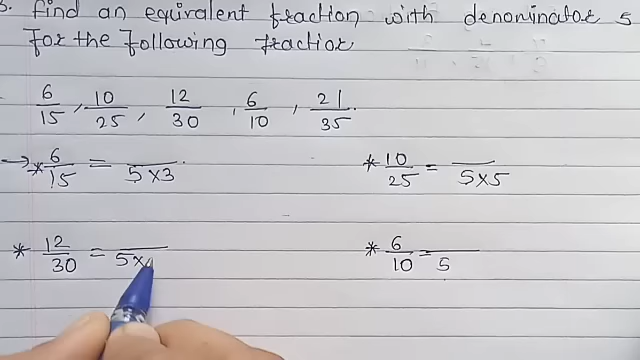 3. Find an equivalent fraction with denominator 5
For the following fraction
6/15, 10/25, 12/30, 6/10, 21/35.
→ * 6/15 = /5×3. * 10/25 = /5×5
* 12/30 = /5× * 6/10 = /5